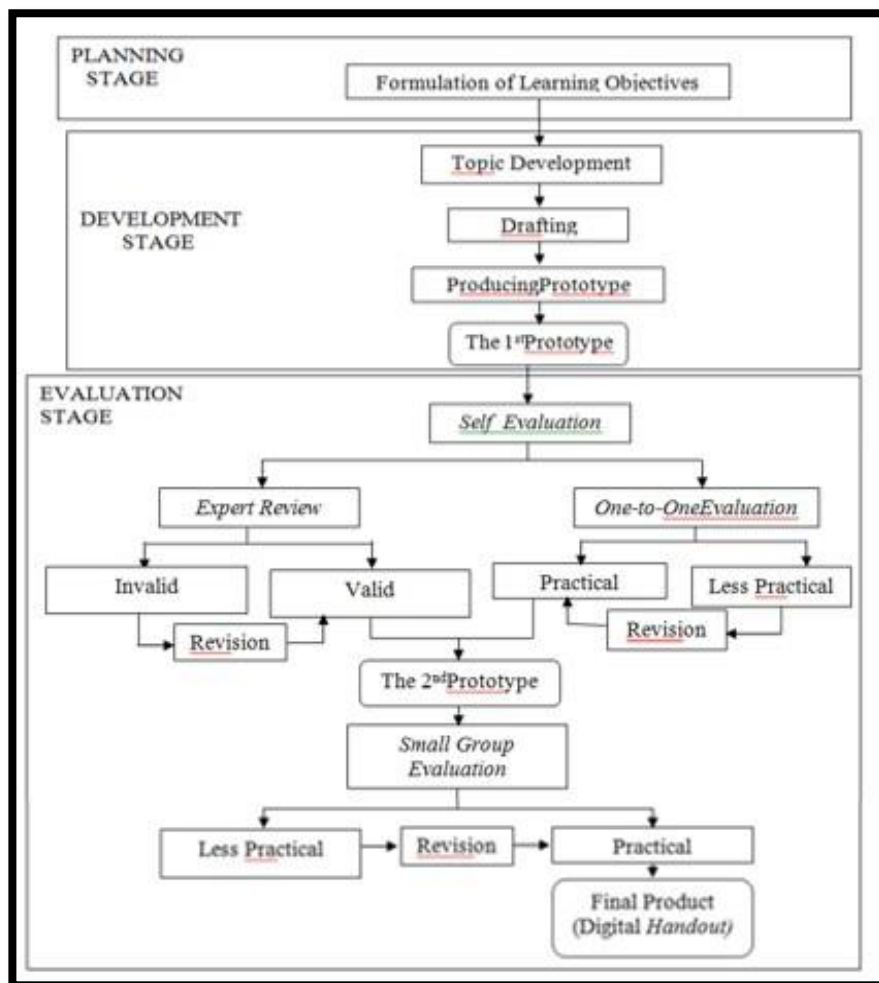 PLANNING
STAGE
Formulation of Learning Objectives
Topic Development
DEVELOPMENT
STAGE
Drafting
ProducingPrototype
The 1stPrototype
EVALUATION
STAGE
Self Evaluation
Expert Review
One-to-OneEvaluation
Invalid
Valid
Practical
Less Practical
Revision
Revision
The 2ndPrototype
Small Group
Evaluation
Less Practical
Revision
Practical
Final Product
(Digital Handout)